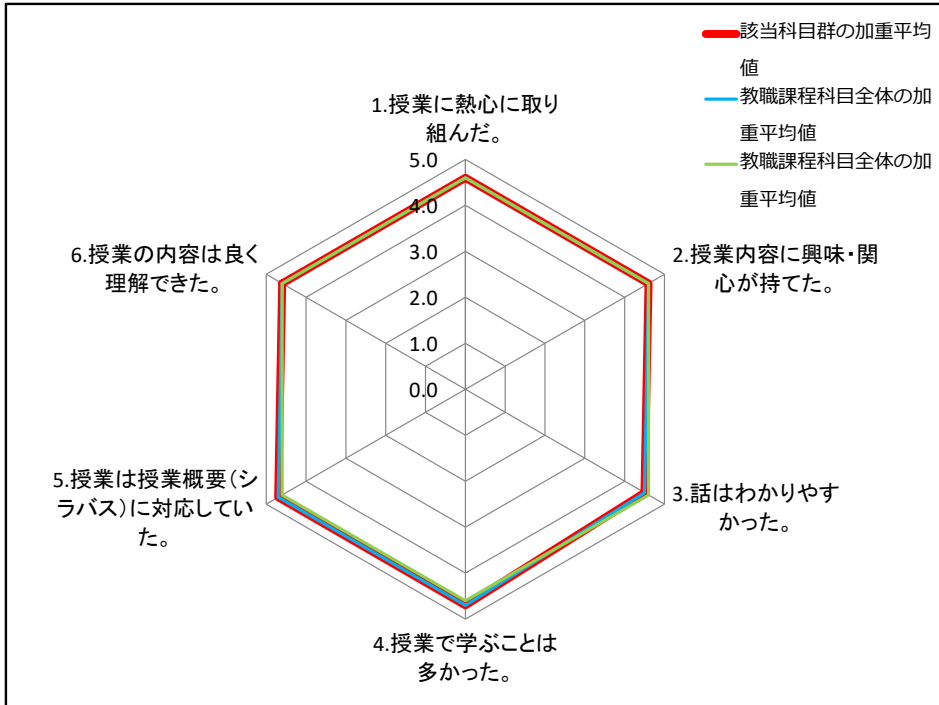 該当科目群の加重平均
値
教職課程科目全体の加
重平均値
教職課程科目全体の加
重平均値
1.授業に熱心に取り
組んだ。
5.0
4.0
3.0
2.0
1.0
0.0
2.授業内容に興味・関
心が持てた。
3.話はわかりやす
かった。
4.授業で学ぶことは
多かった。
5.授業は授業概要(シ
ラバス)に対応してい
た。
6.授業の内容は良く
理解できた。